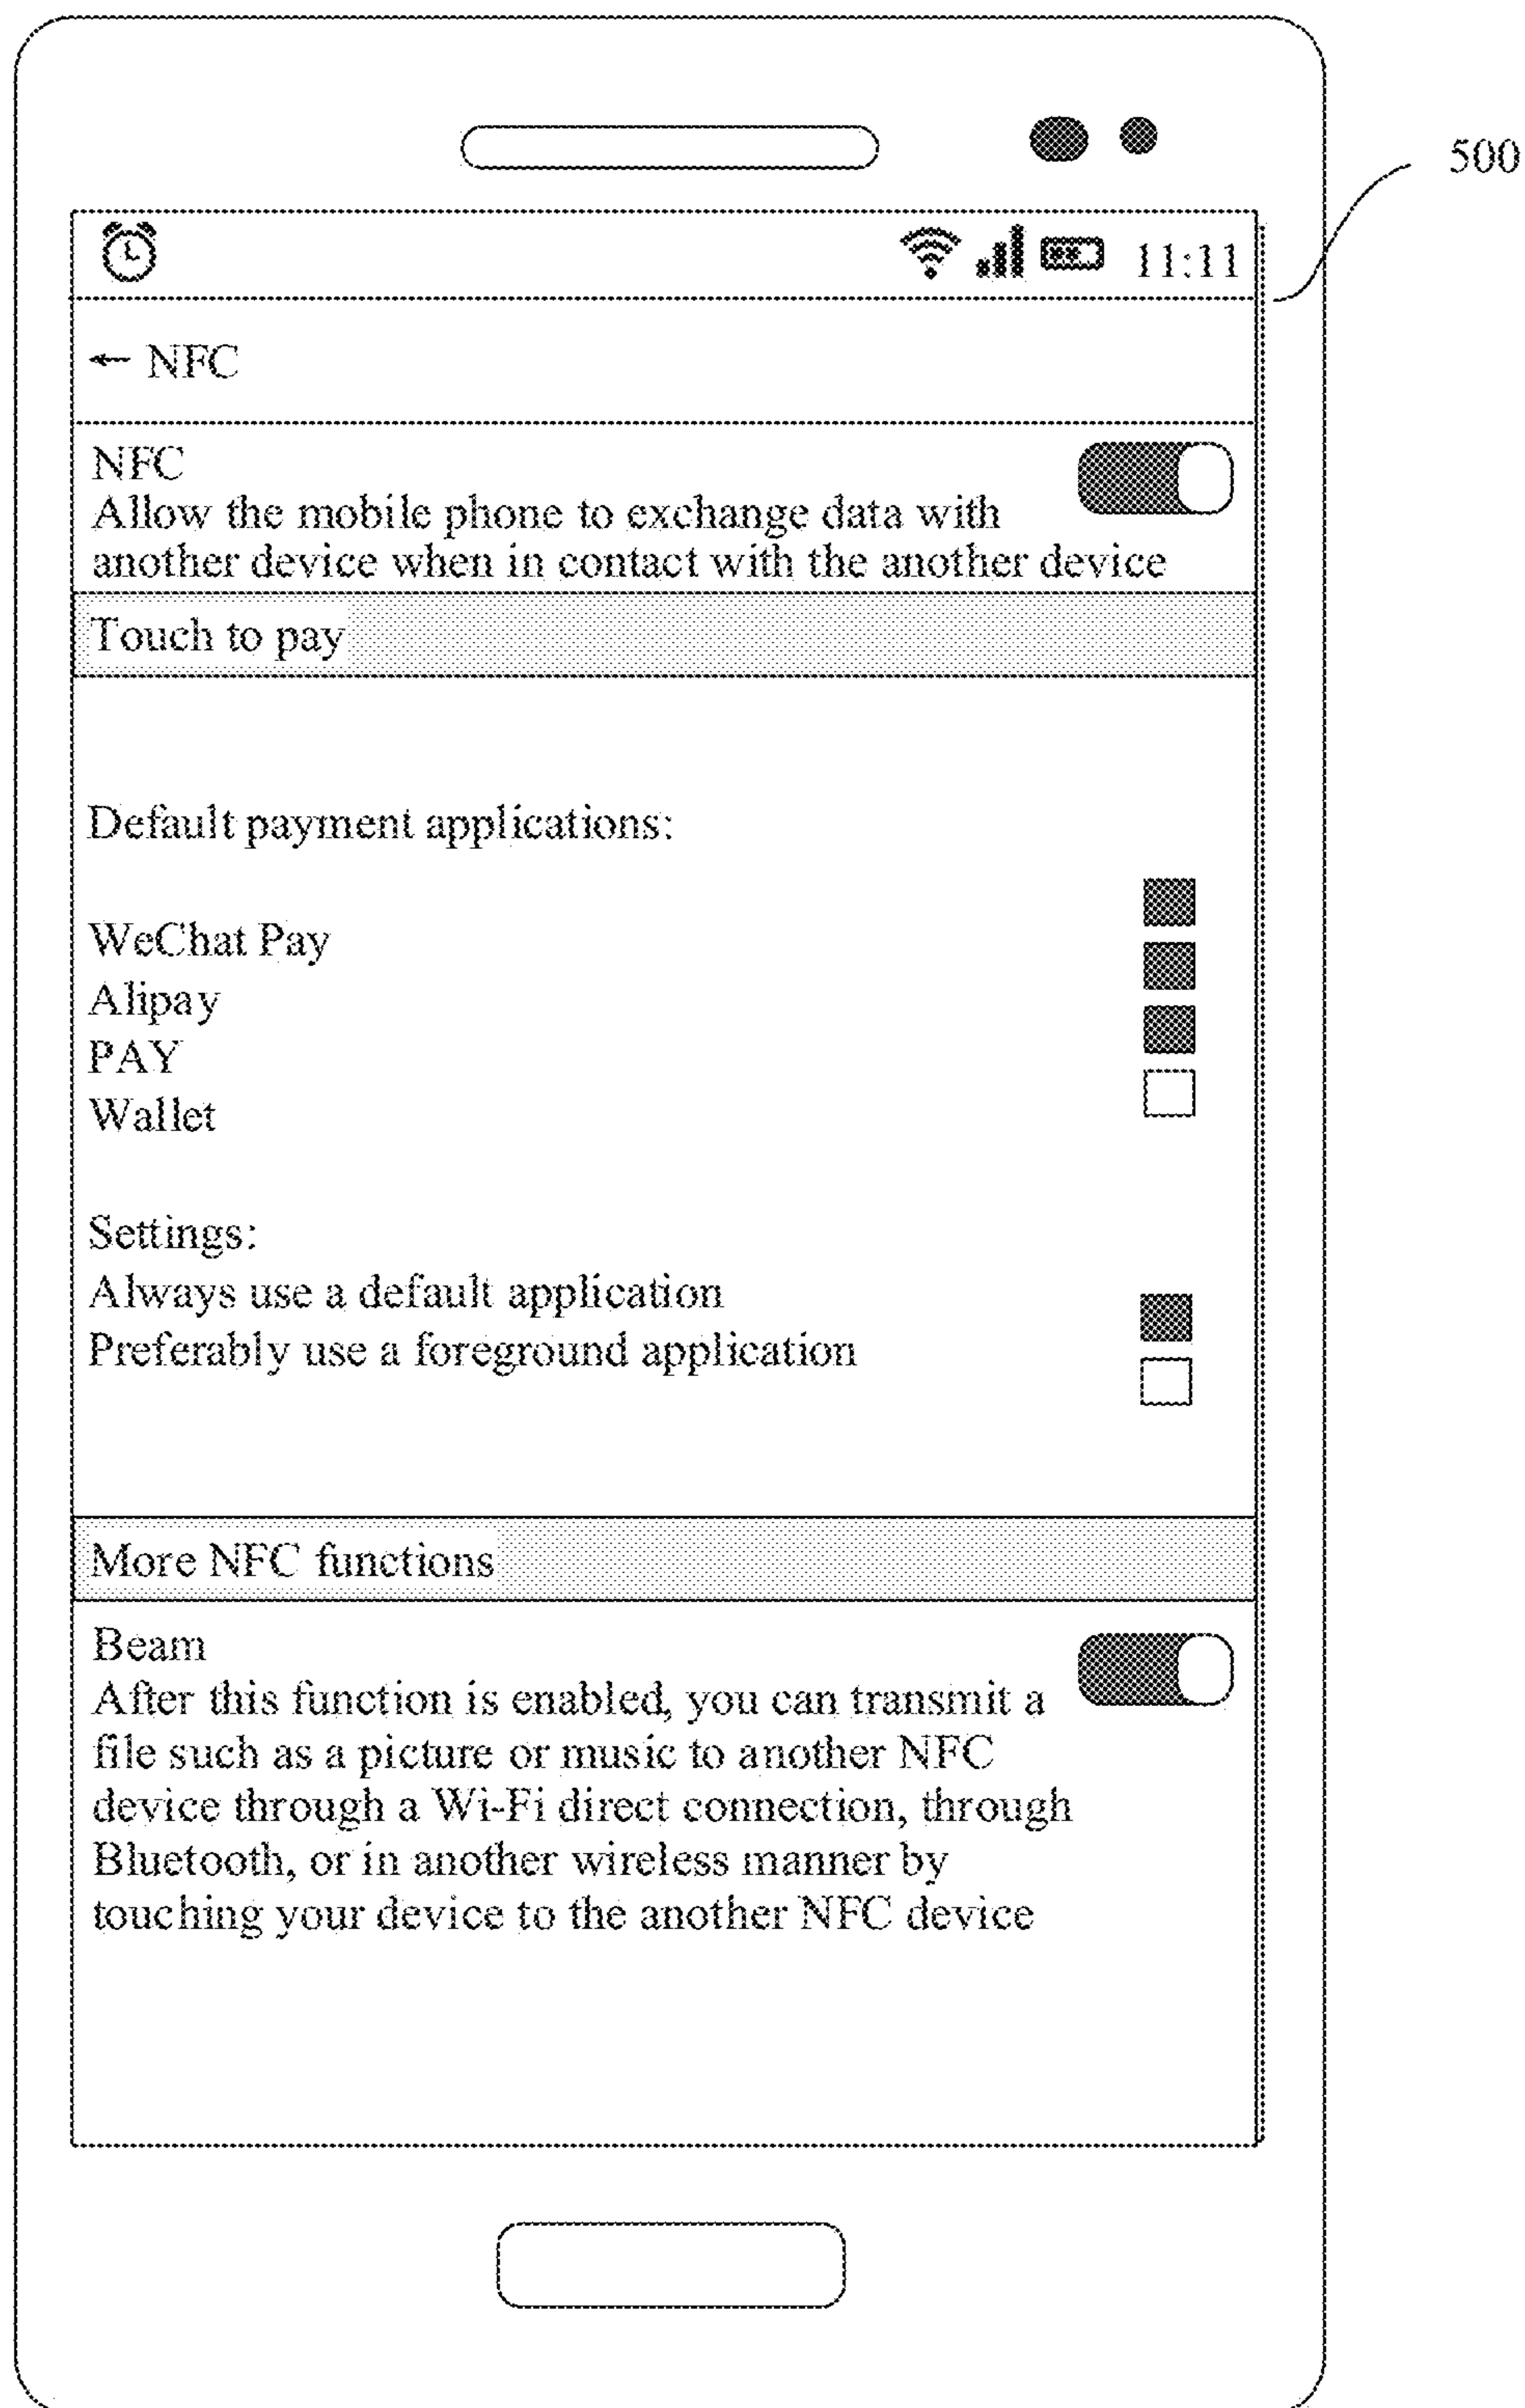 500
11:11
← NFC
NFC
Allow the mobile phone to exchange data with
another device when in contact with the another device
Touch to pay
Default payment applications:
WeChat Pay
Alipay
PAY
Wallet
Settings:
Always use a default application
Preferably use a foreground application
More NFC functions
Beam
After this function is enabled, you can transmit a
file such as a picture or music to another NFC
device through a Wi-Fi direct connection, through
Bluetooth, or in another wireless manner by
touching your device to the another NFC device